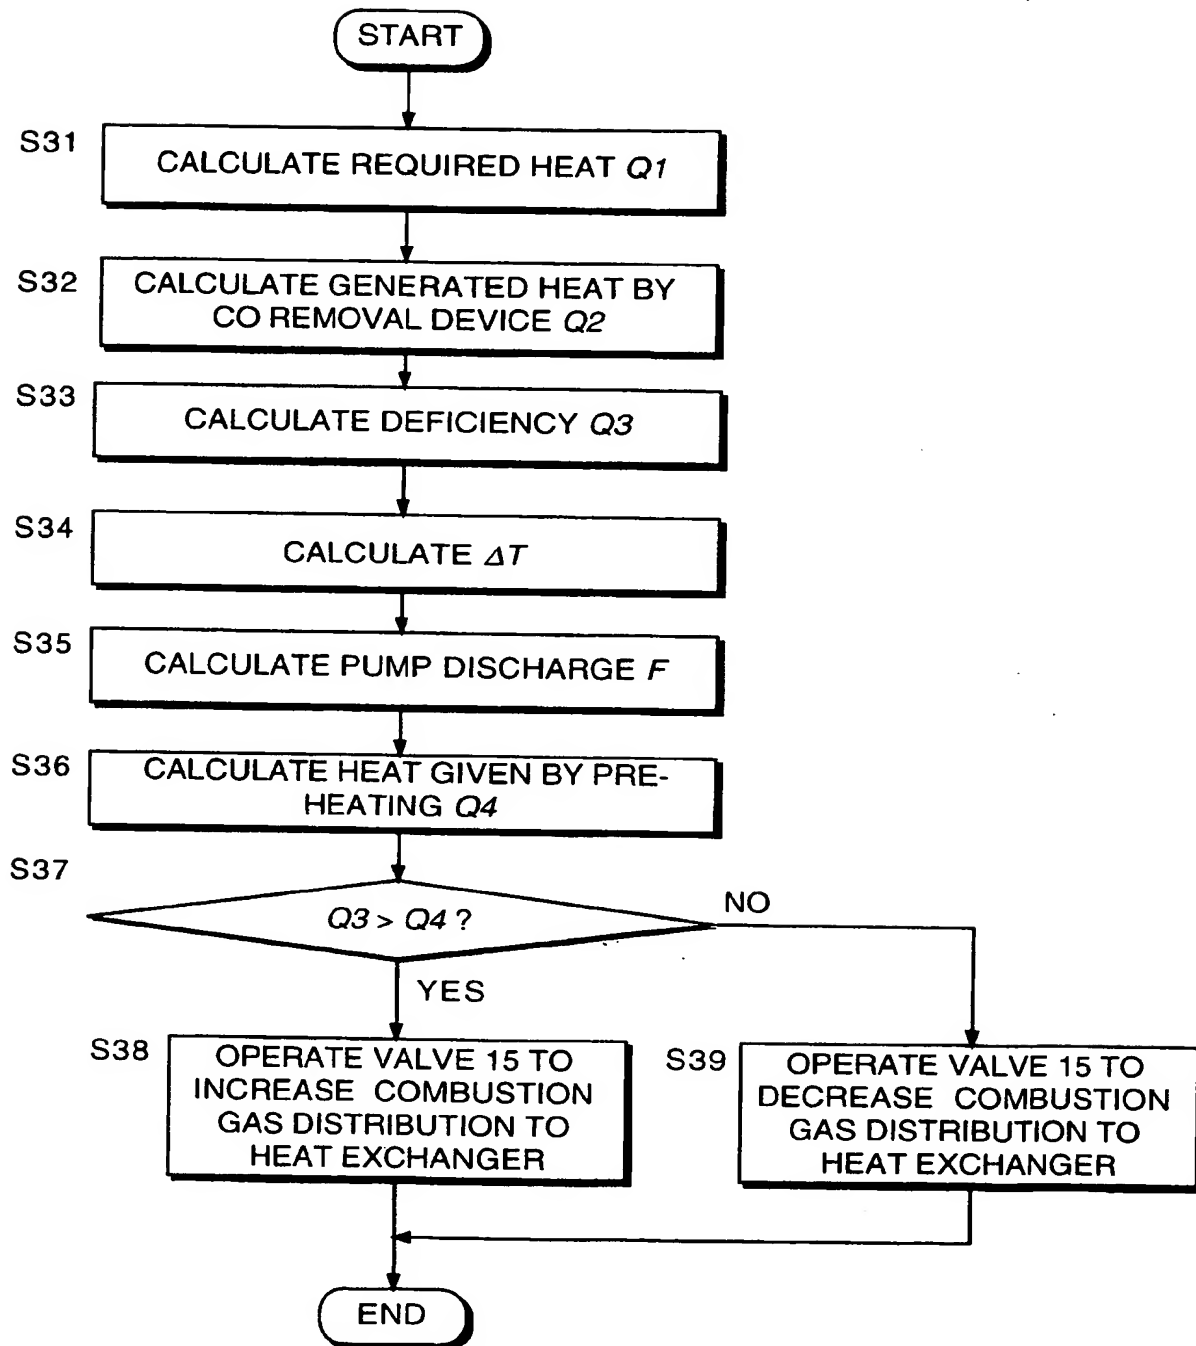 START
S31
CALCULATE REQUIRED HEAT Q1
S32
CALCULATE GENERATED HEAT BY
CO REMOVAL DEVICE Q2
S33
CALCULATE DEFICIENCY Q3
S34
CALCULATE ΔT
S35
CALCULATE PUMP DISCHARGE F
S36
CALCULATE HEAT GIVEN BY PRE-
HEATING Q4
S37
Q3 > Q4 ?
NO
YES
S38
OPERATE VALVE 15 TO
INCREASE COMBUSTION
GAS DISTRIBUTION TO
HEAT EXCHANGER
S39
OPERATE VALVE 15 TO
DECREASE COMBUSTION
GAS DISTRIBUTION TO
HEAT EXCHANGER
END